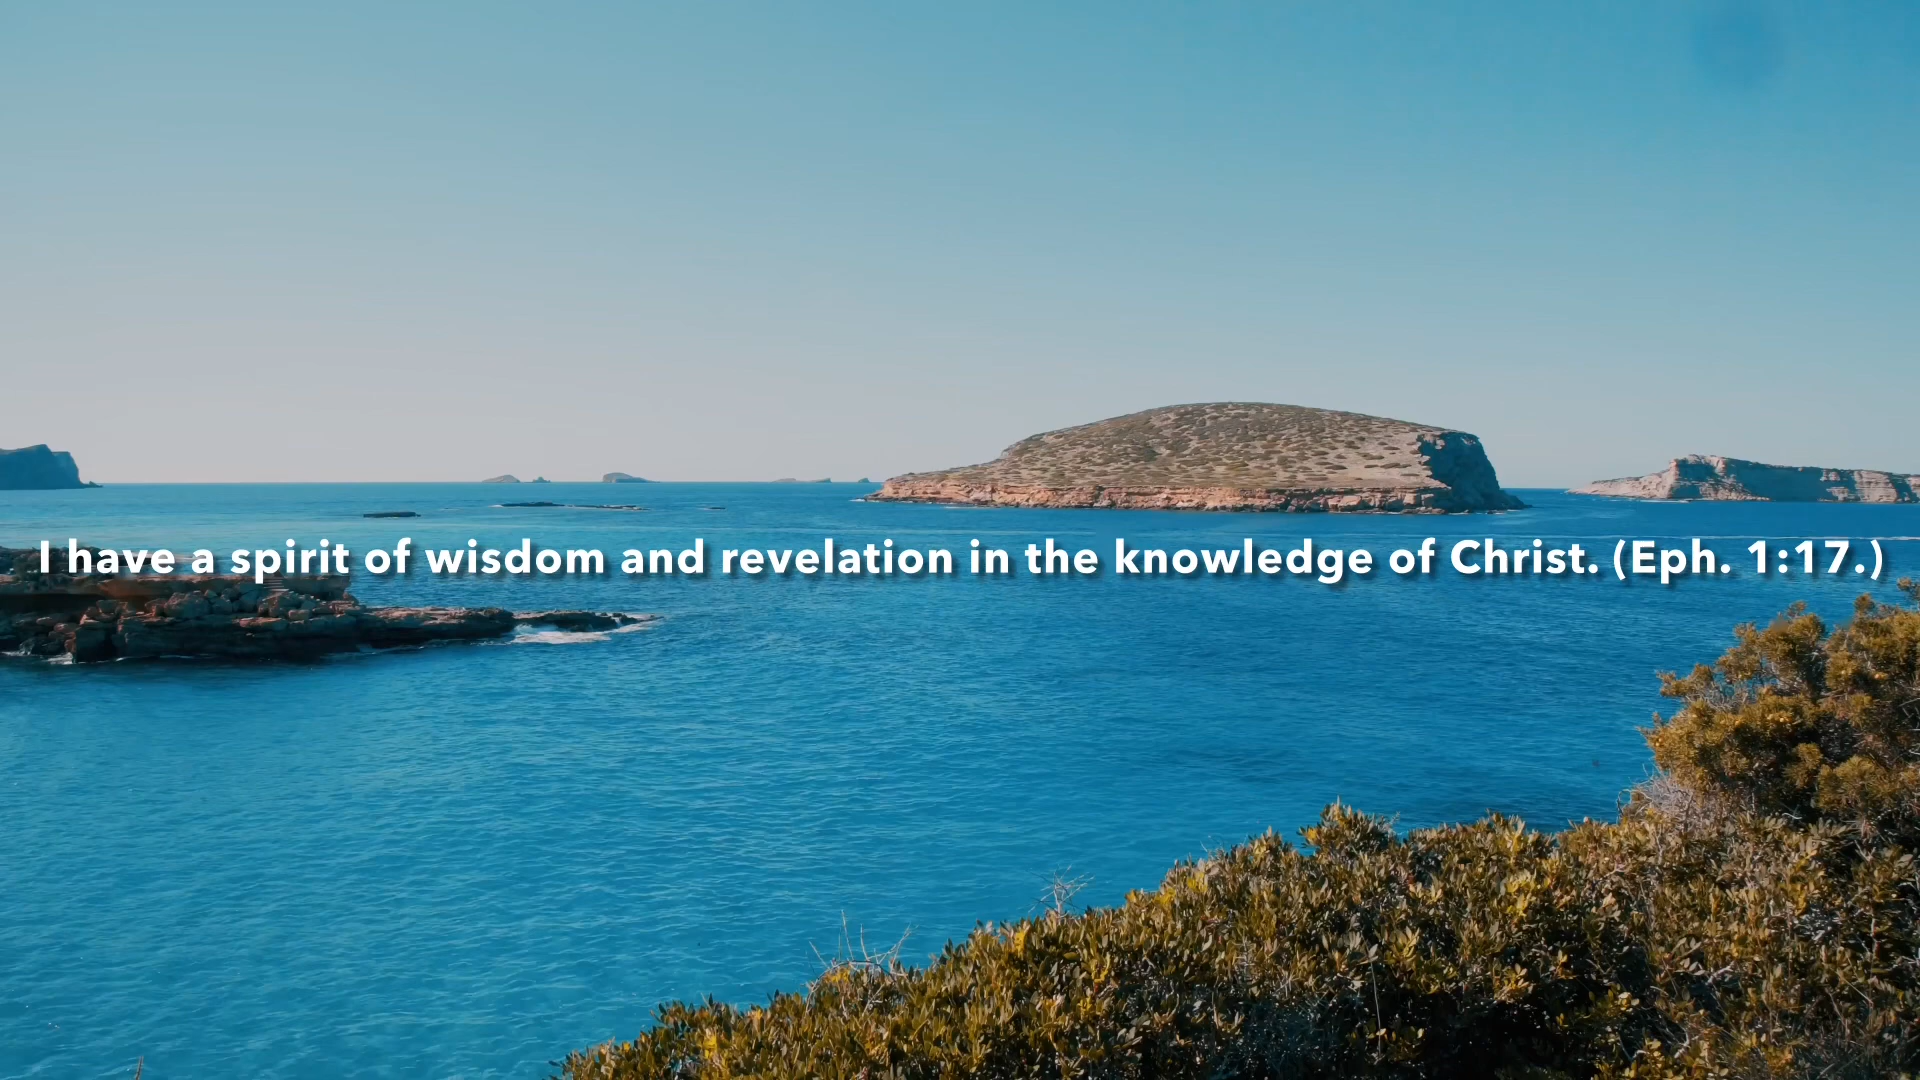 I have a spirit of wisdom and revelation in the knowledge of Christ. (Eph. 1:17.)